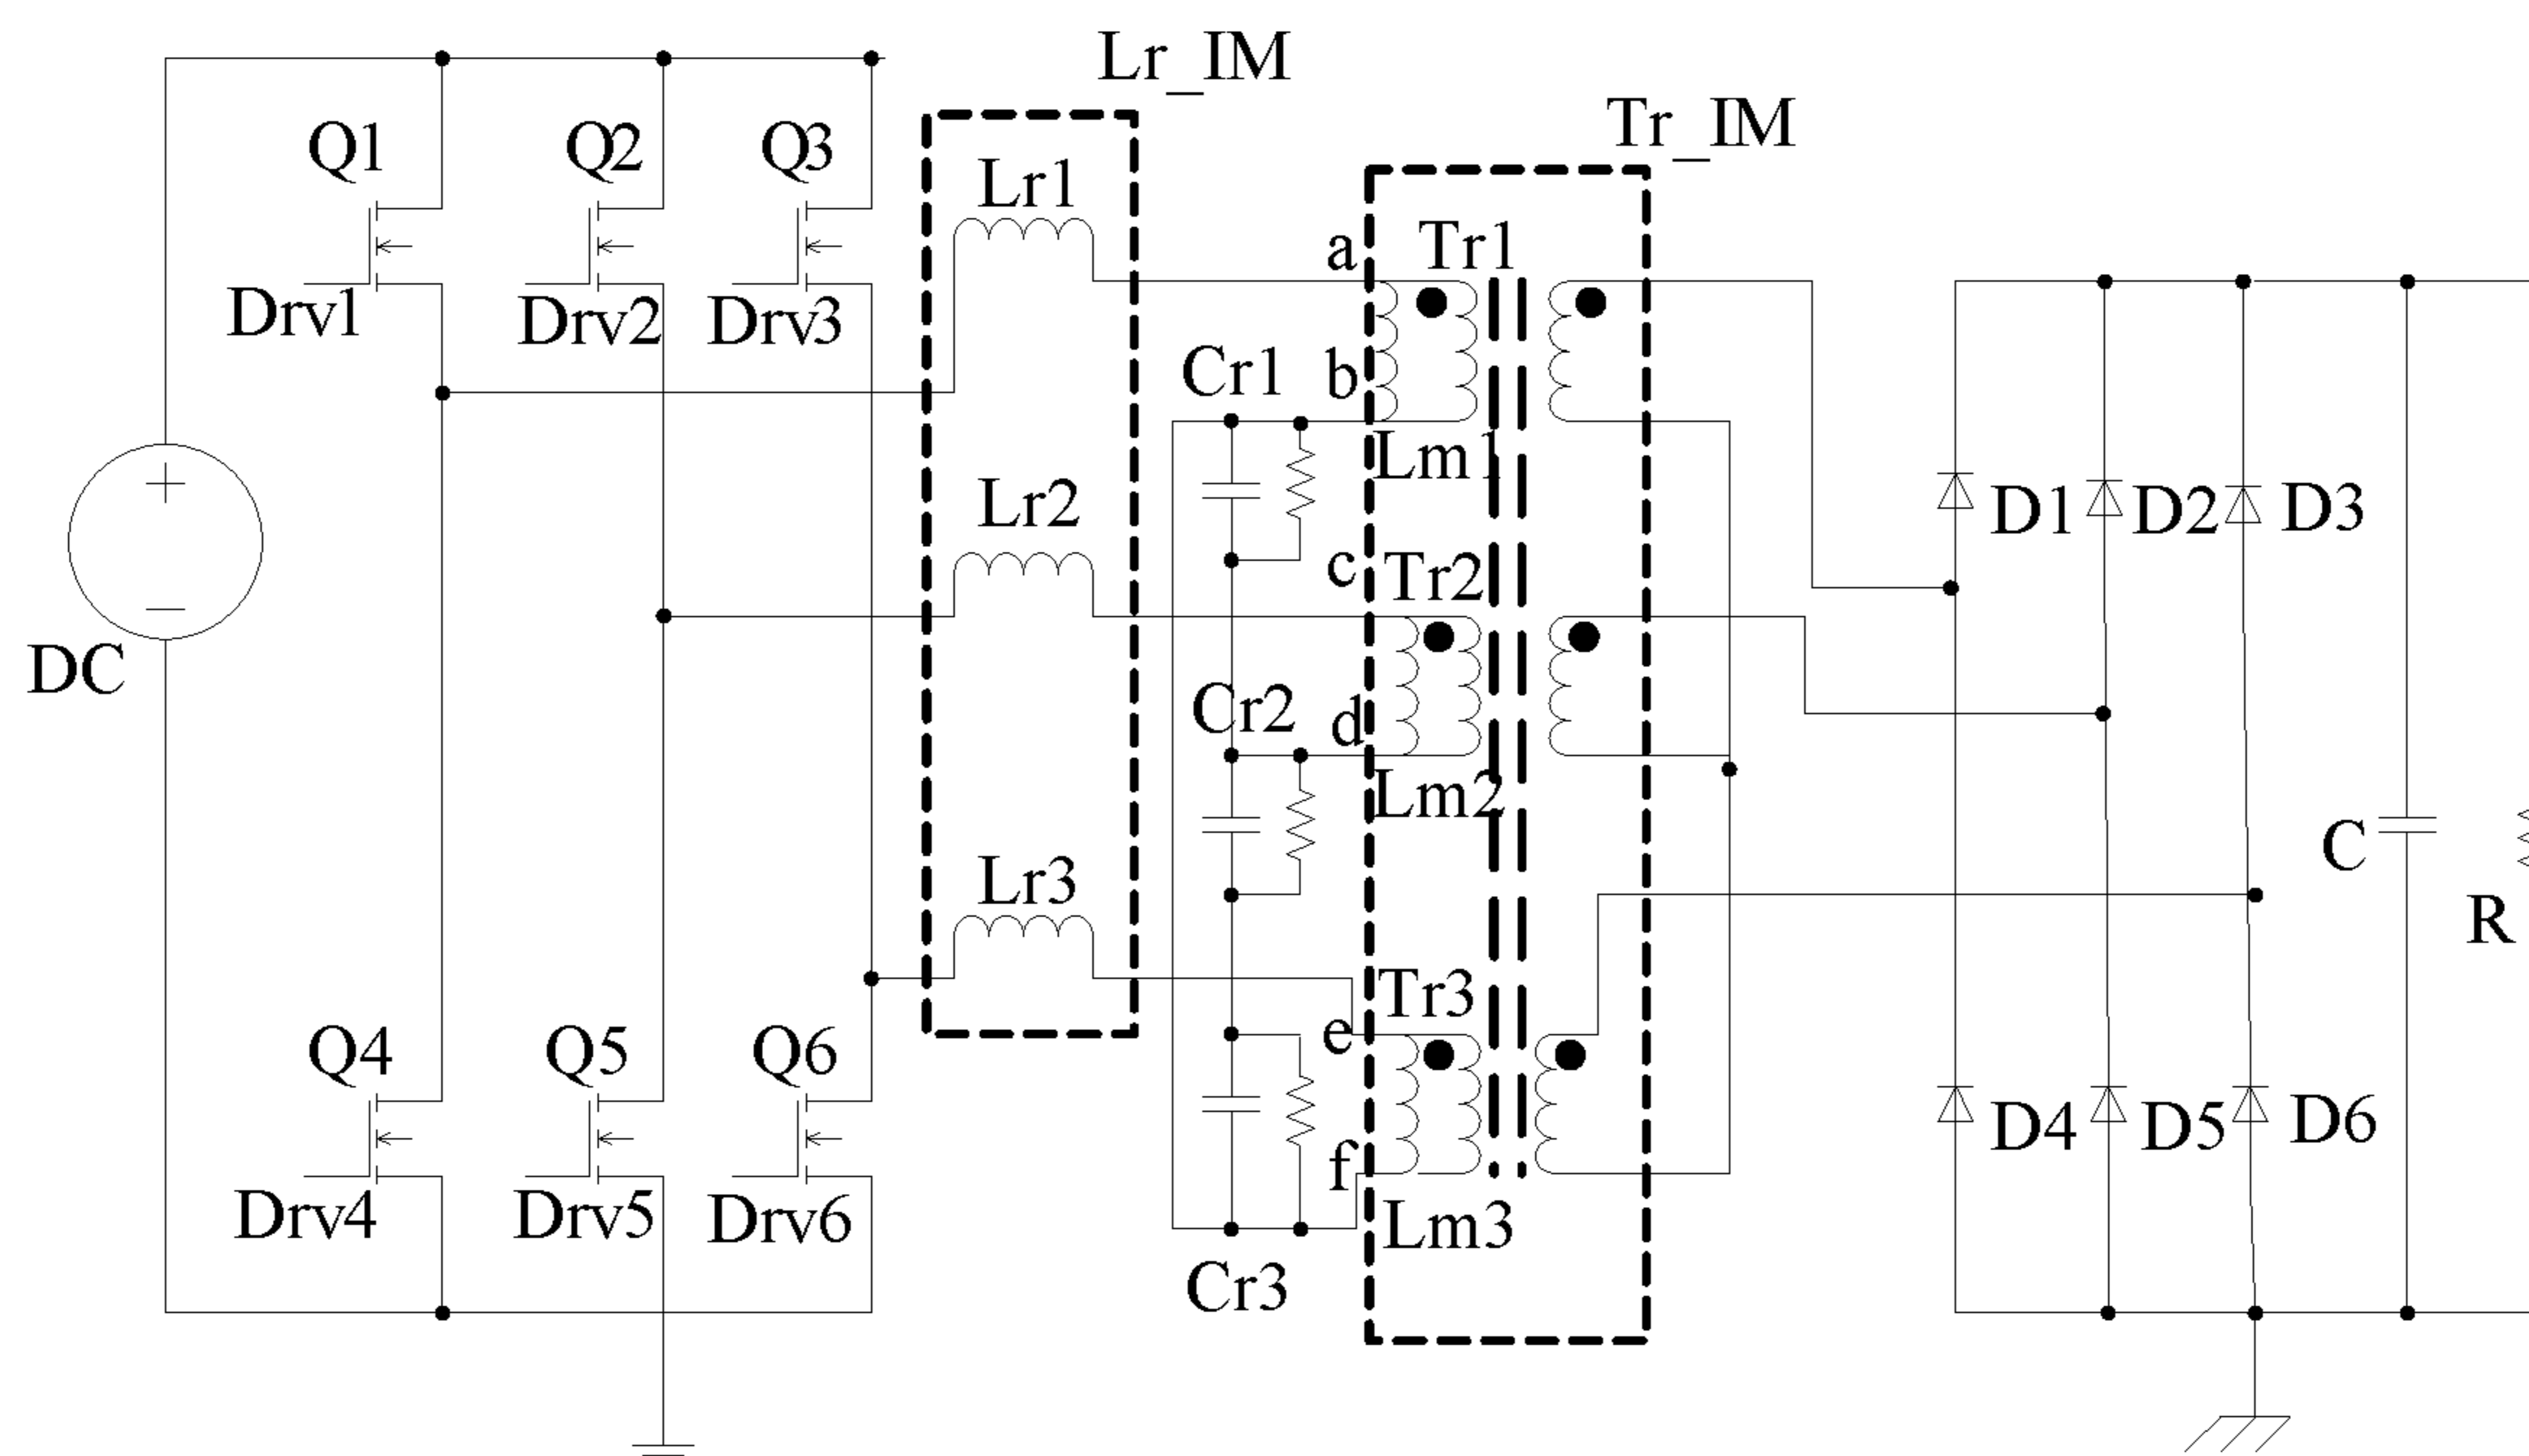 Lr_IM
Tr_IM
Q1 Q2 Q3
Lr1
Drv1 Drv2 Drv3
a Tr1
Cr1 b
Lm1
Lr2
D1 D2 D3
c Tr2
DC
Cr2 d
Lm2
C
Lr3
R
Tr3
e
Q4 Q5 Q6
D4 D5 D6
f
Drv4 Drv5 Drv6
Lm3
Cr3